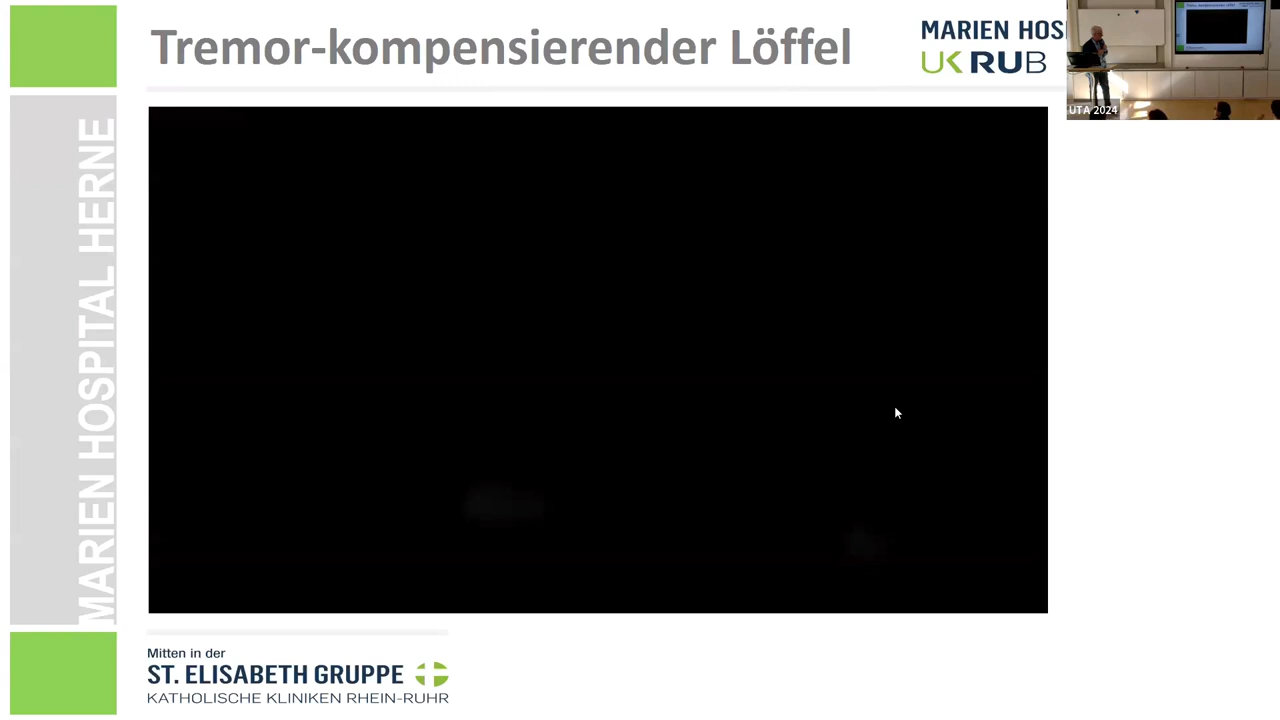 Tremor-kompensierender Löffel
MARIEN HOS
UK RUB
UTA 2024
MARIEN HOSPITAL HERNE
Mitten in der
ST. ELISABETH GRUPPE
KATHOLISCHE KLINIKEN RHEIN-RUHR